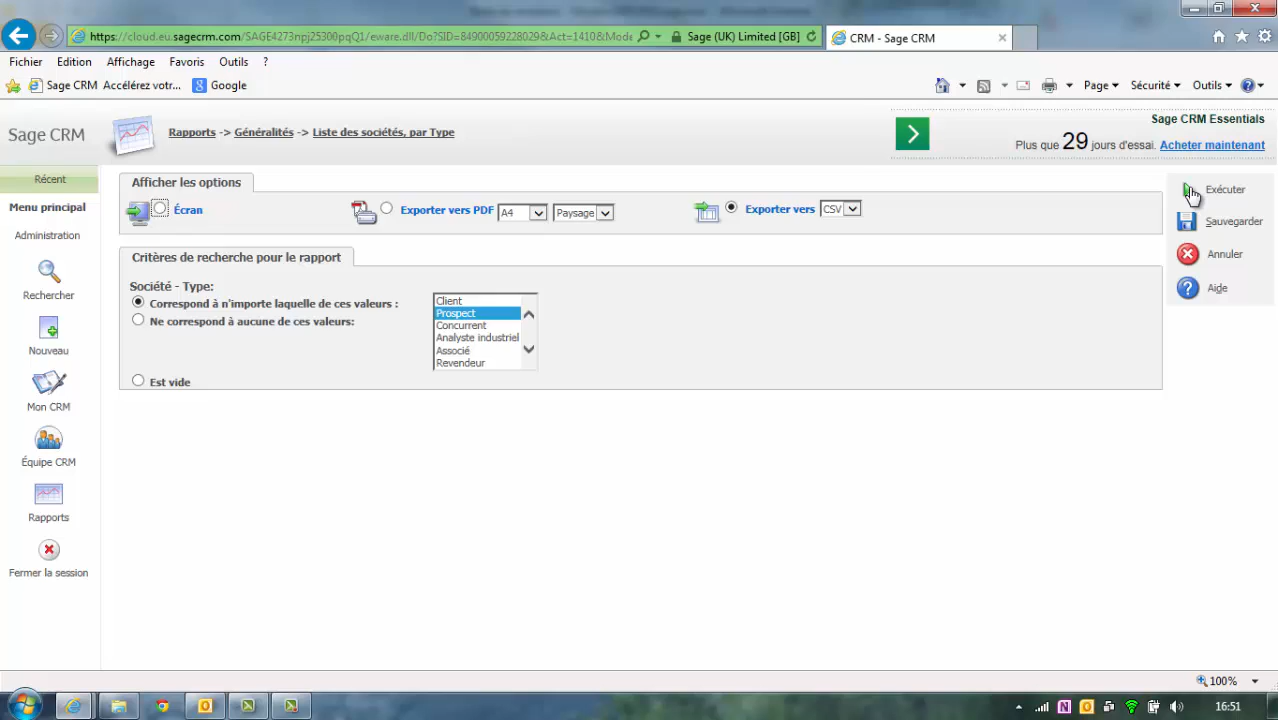 https://cloud.eu.sagecrm.com/SAGE4273npj25300pqQ1/eware.dll/Do?SID=84900059228029&Act=1410&Mode
Sage (UK) Limited [GB]
CRM - Sage CRM
Fichier Edition Affichage Favoris Outils ?
Sage CRM Accélérez votr...
Google
Page Sécurité Outils
Sage CRM
Rapports -> Généralités -> Liste des sociétés, par Type
Sage CRM Essentials
Plus que 29 jours d'essai. Acheter maintenant
Récent
Menu principal
Administration
Rechercher
Nouveau
Mon CRM
Équipe CRM
Rapports
Fermer la session
Afficher les options
Écran
Exporter vers PDF A4 Paysage
Exporter vers CSV
Critères de recherche pour le rapport
Société - Type:
Correspond à n'importe laquelle de ces valeurs :
Ne correspond à aucune de ces valeurs:
Est vide
Client
Prospect
Concurrent
Analyste industriel
Associé
Revendeur
Exécuter
Sauvegarder
Annuler
Aide
100%
16:51